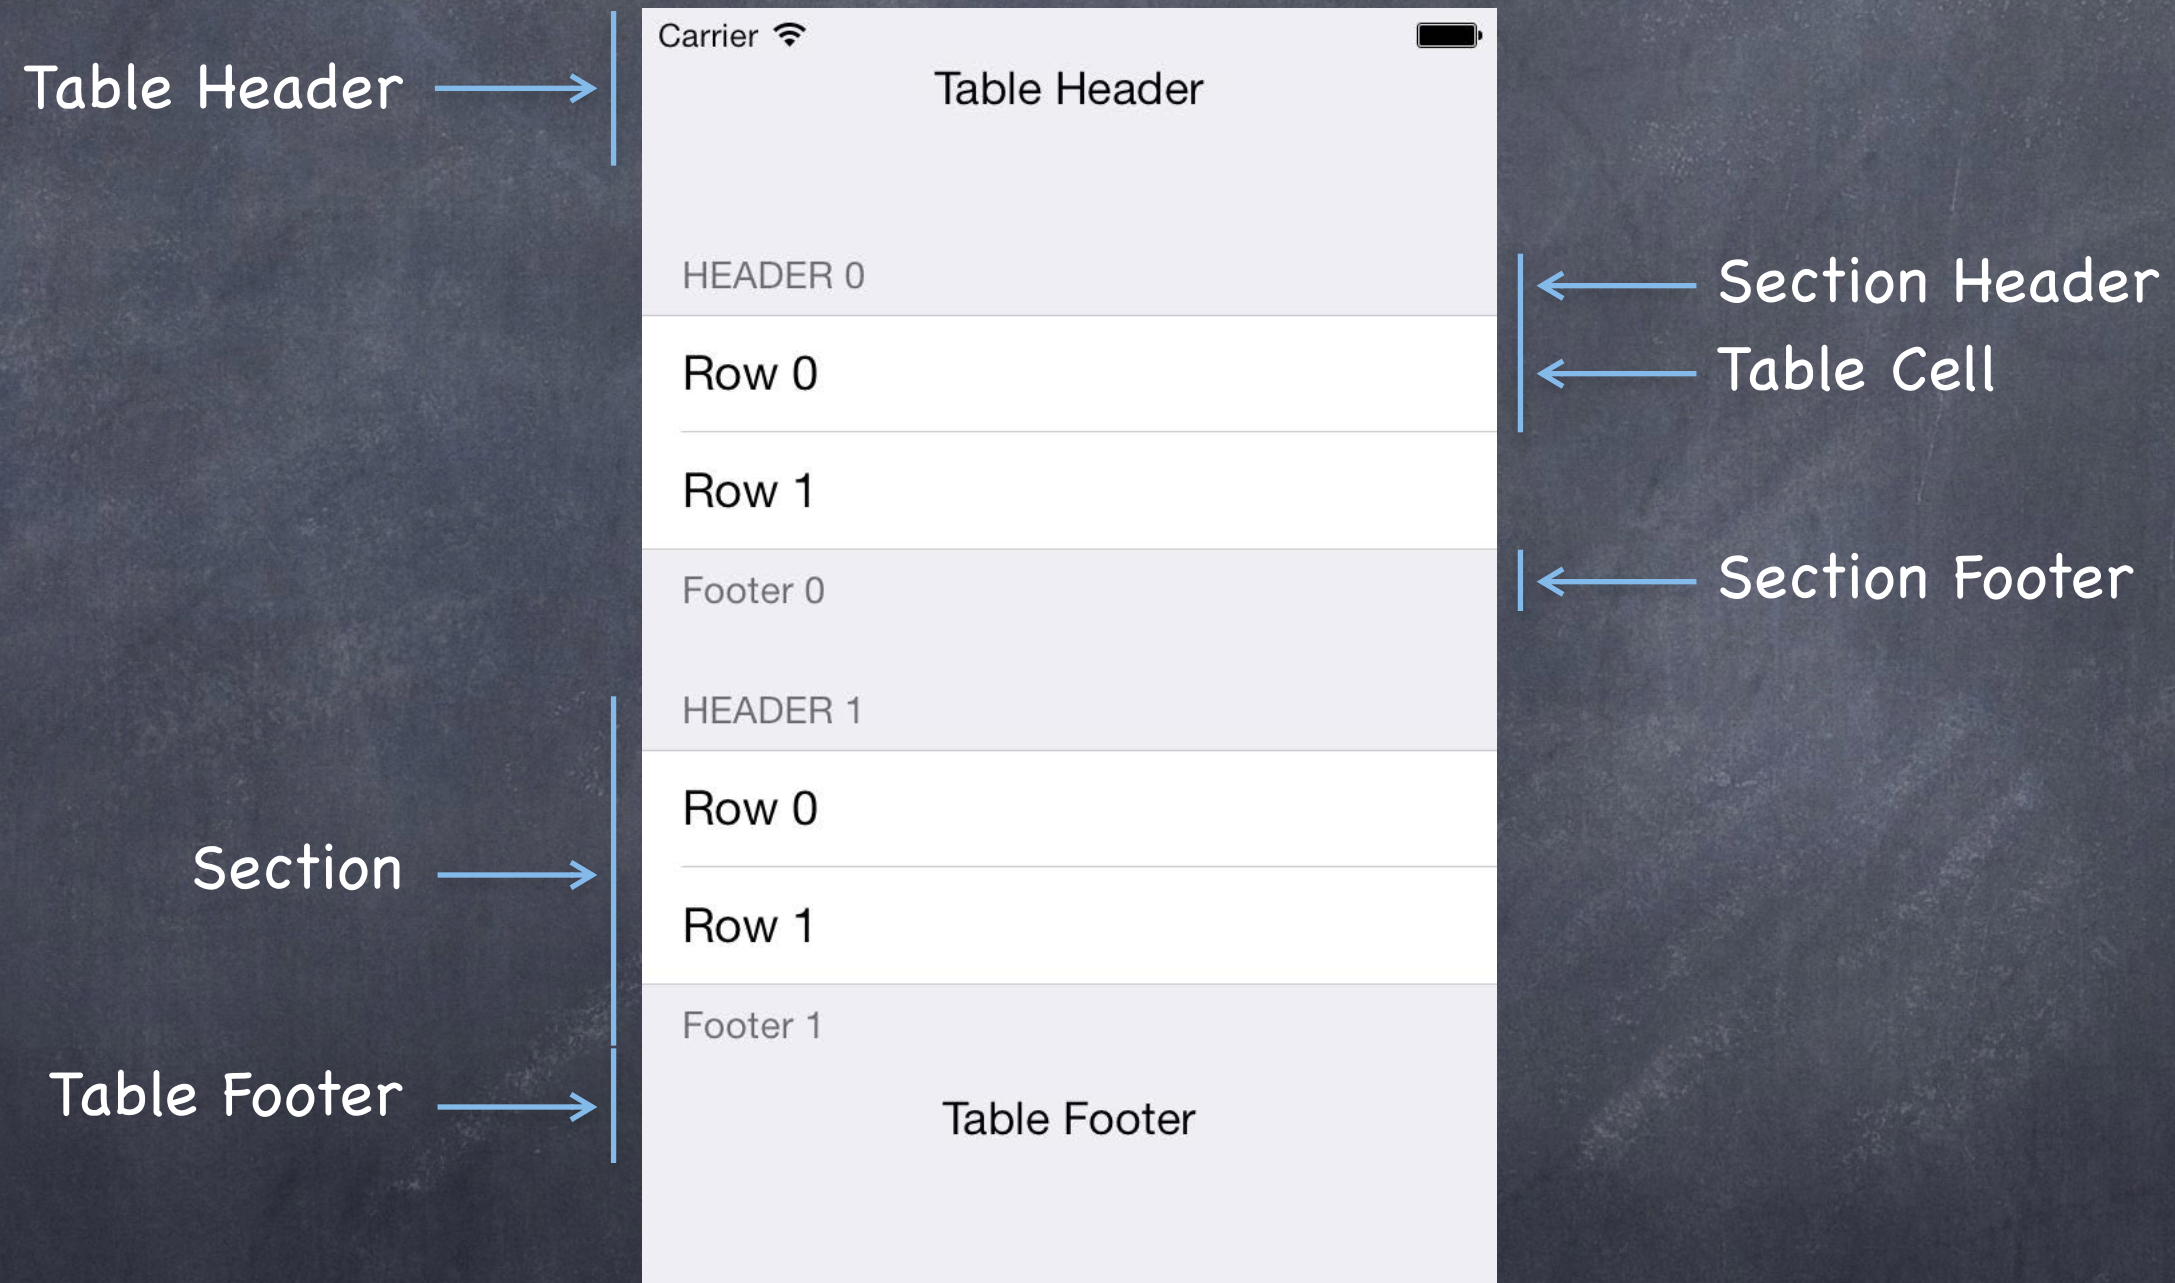 Carrier
Table Header
Table Header
HEADER 0
Section Header
Row 0
Table Cell
Row 1
Footer 0
Section Footer
HEADER 1
Row 0
Section
Row 1
Footer 1
Table Footer
Table Footer